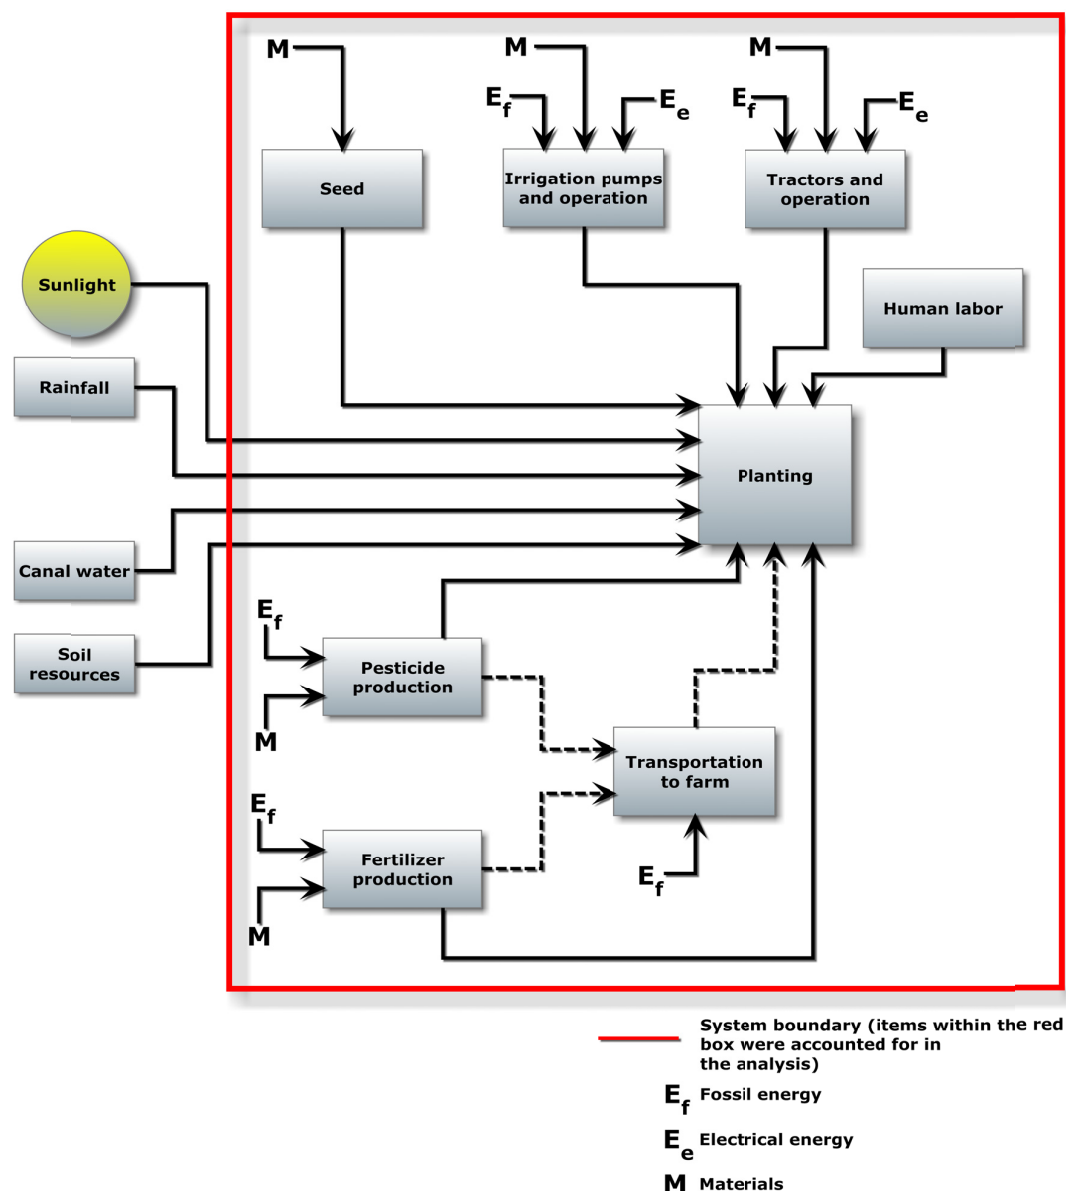 M
M
M
Ef
Ee
Ef
Ee
Seed
Irrigation pumps
and operation
Tractors and
operation
Sunlight
Human labor
Rainfall
Planting
Canal water
Ef
Soil
resources
Pesticide
production
M
Transportation
to farm
Ef
Fertilizer
production
Ef
M
System boundary (items within the red
box were accounted for in
the analysis)
Ef Fossil energy
Ee Electrical energy
M Materials